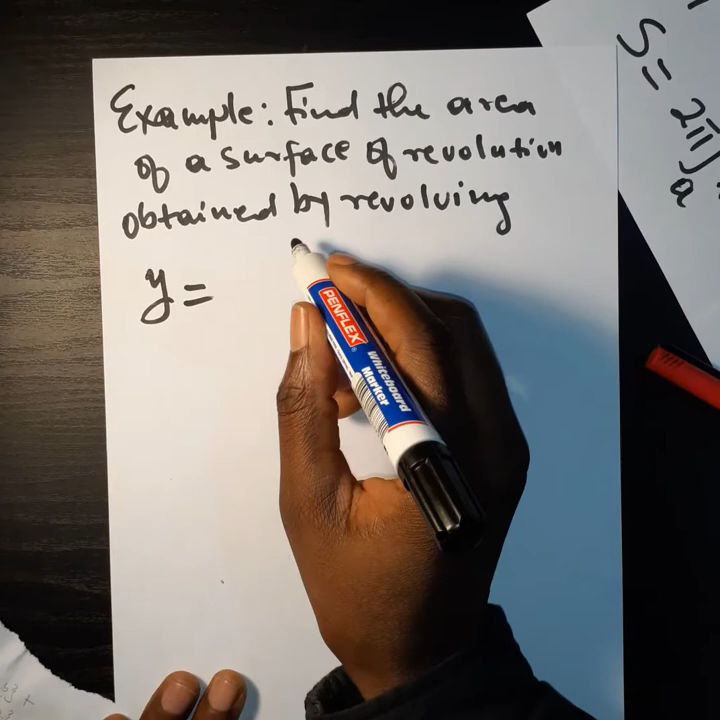 Example: Find the area
of a surface of revolution
obtained by revolving
y =
PENFLEX
Whiteboard
Marker
S = 2π∫
a